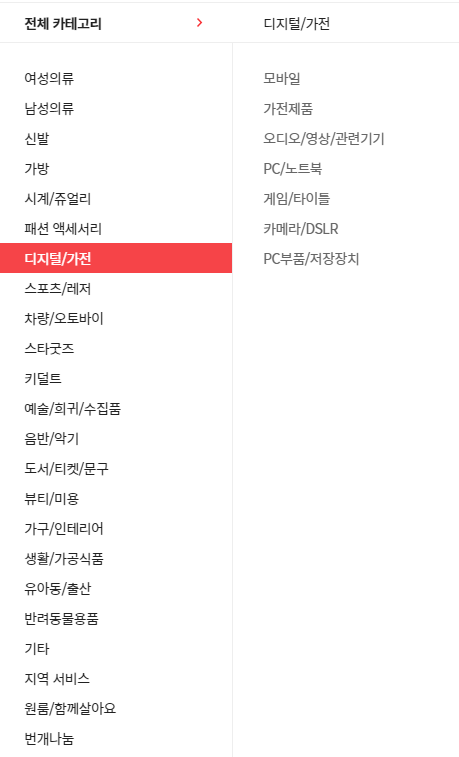 전체 카테고리
여성의류
남성의류
신발
가방
시계/쥬얼리
패션 액세서리
디지털/가전
스포츠/레저
차량/오토바이
스타굿즈
키덜트
예술/희귀/수집품
음반/악기
도서/티켓/문구
뷰티/미용
가구/인테리어
생활/가공식품
유아동/출산
반려동물용품
기타
지역 서비스
원룸/함께살아요
번개나눔
디지털/가전
모바일
가전제품
오디오/영상/관련기기
PC/노트북
게임/타이틀
카메라/DSLR
PC부품/저장장치